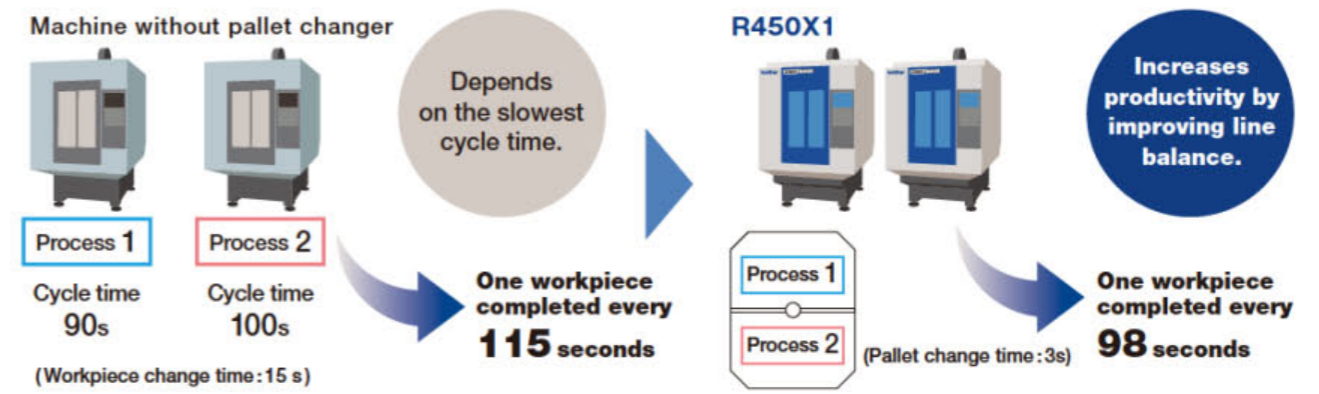 Machine without pallet changer
Depends
on the slowest
cycle time.
Process 1
Process 2
Cycle time
90s
Cycle time
100s
(Workpiece change time:15 s)
One workpiece
completed every
115 seconds
R450X1
Increases
productivity by
improving line
balance.
Process 1
Process 2
(Pallet change time:3s)
One workpiece
completed every
98 seconds